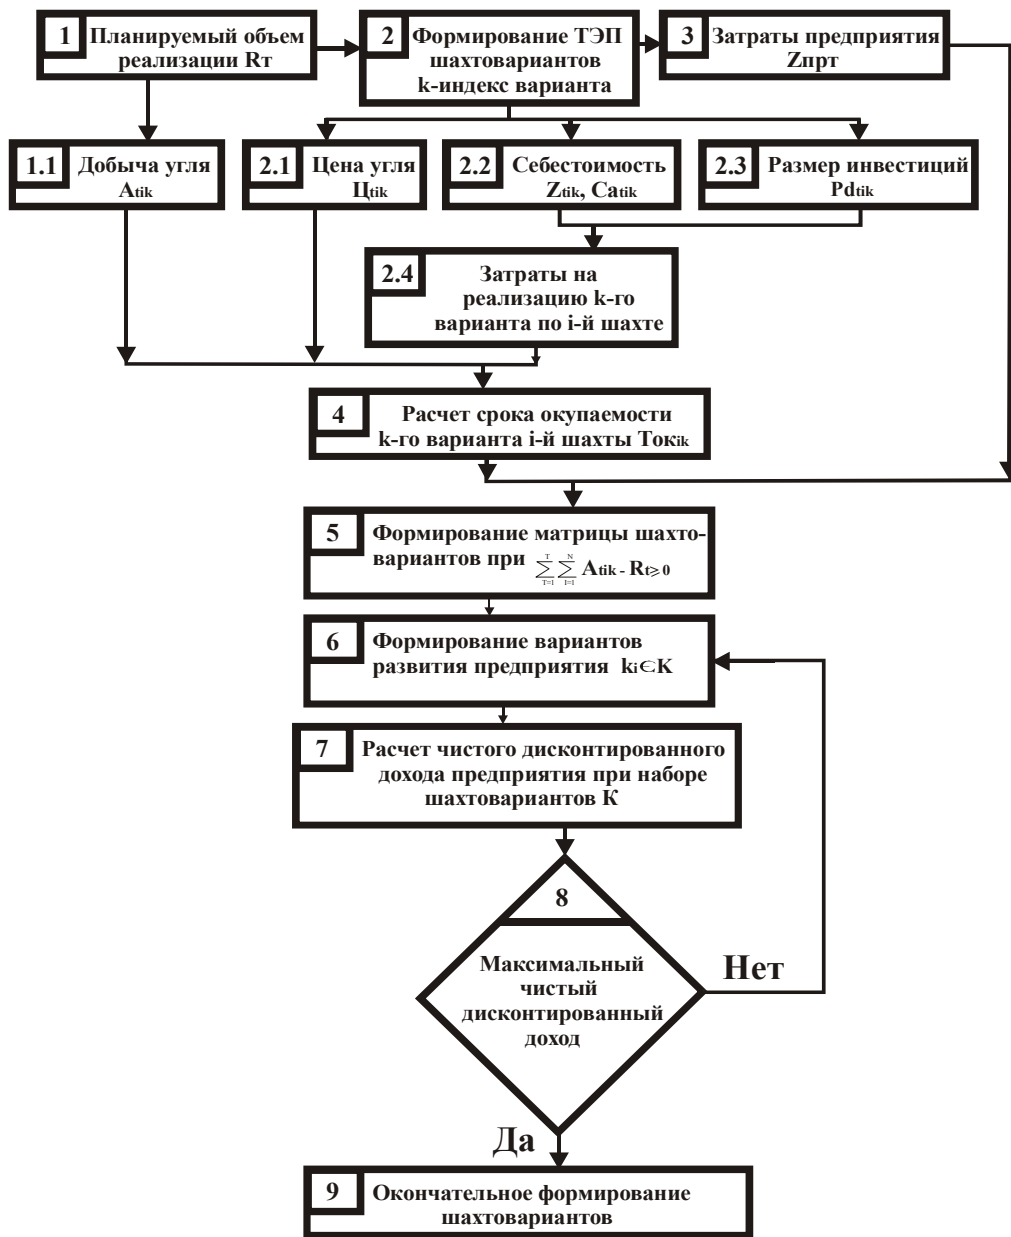 1 Планируемый объем
реализации Rт
2 Формирование ТЭП
шахтовариантов
k-индекс варианта
3 Затраты предприятия
Zпрт
1.1 Добыча угля
Atik
2.1 Цена угля
Цtik
2.2 Себестоимость
Ztik, Catik
2.3 Размер инвестиций
Pdtik
2.4 Затраты на
реализацию k-го
варианта по i-й шахте
4 Расчет срока окупаемости
k-го варианта i-й шахты Токik
5 Формирование матрицы шахто-
вариантов при ∑(T=1, T) ∑(I=I, N) Atik - Rt⩾0
6 Формирование вариантов
развития предприятия ki∈K
7 Расчет чистого дисконтированного
дохода предприятия при наборе
шахтовариантов К
8
Максимальный
чистый
дисконтированный
доход
Нет
Да
9 Окончательное формирование
шахтовариантов